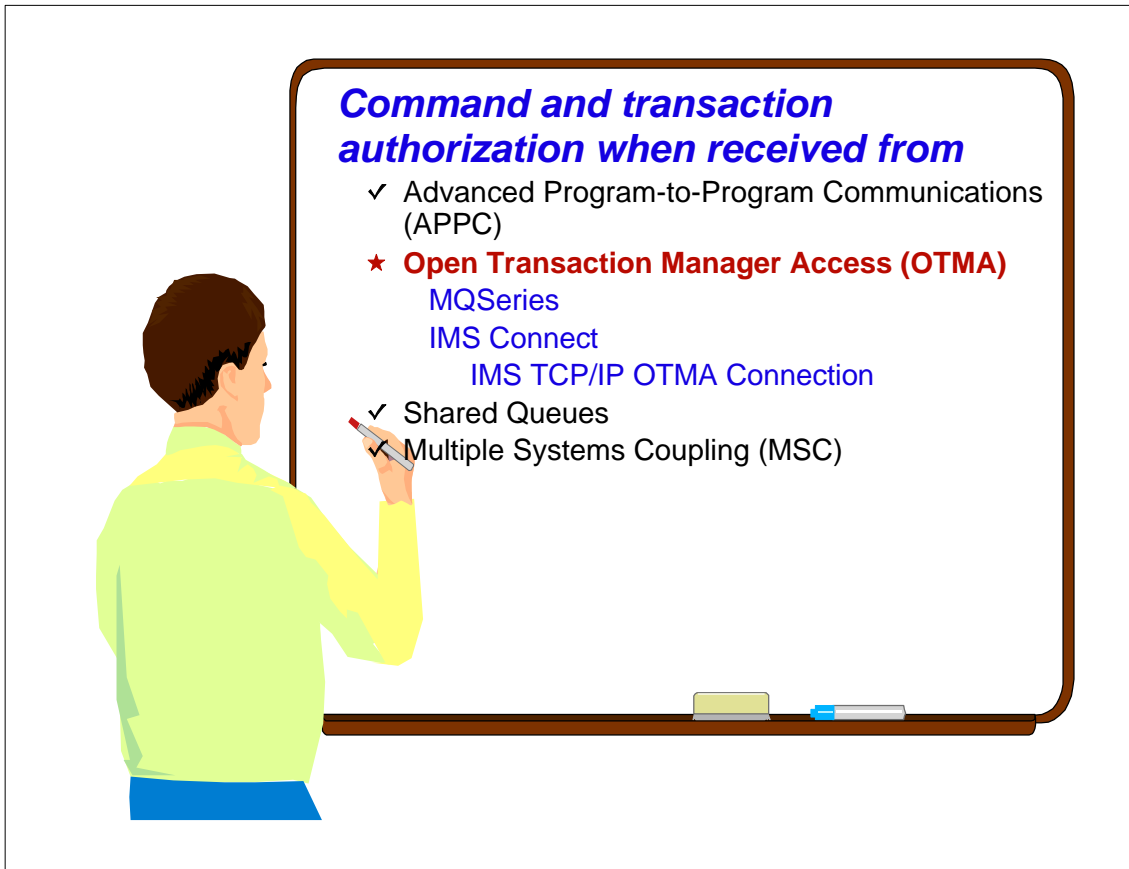 Command and transaction
authorization when received from
✓ Advanced Program-to-Program Communications
(APPC)
★ Open Transaction Manager Access (OTMA)
MQSeries
IMS Connect
IMS TCP/IP OTMA Connection
✓ Shared Queues
✓ Multiple Systems Coupling (MSC)